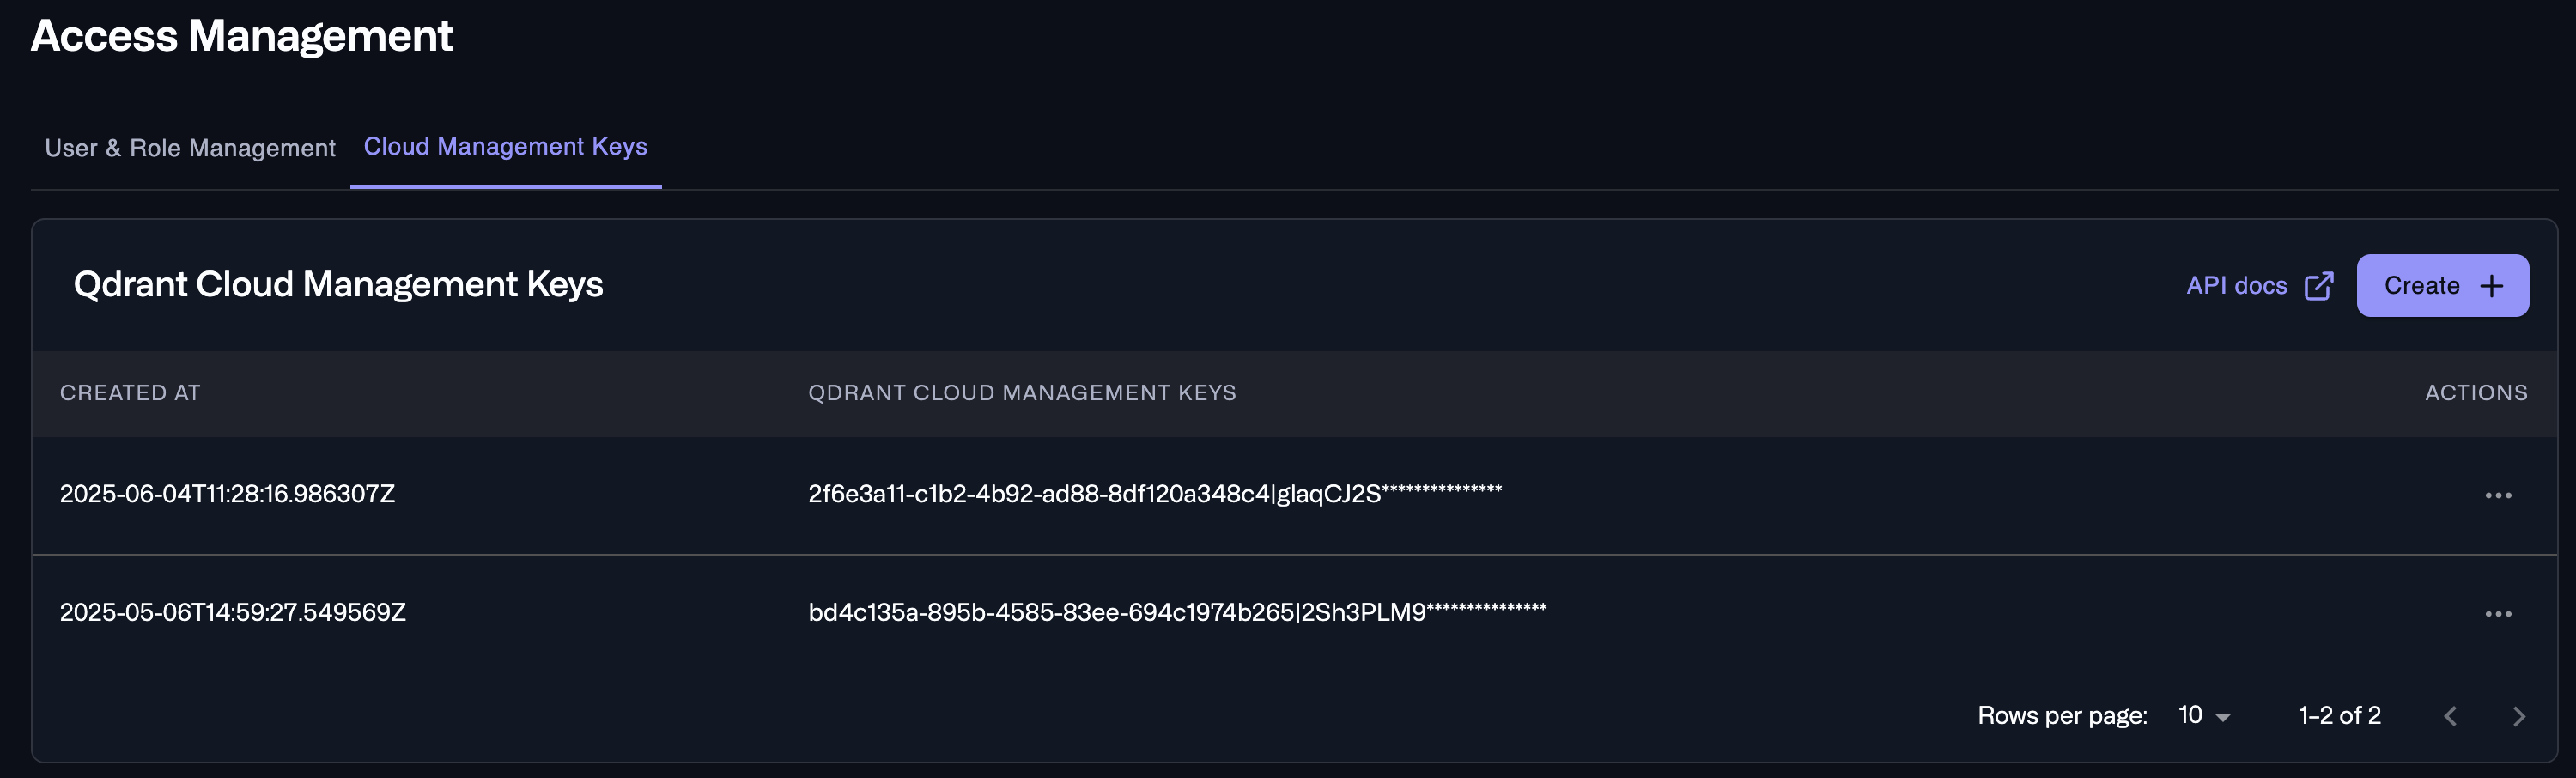 Access Management
User & Role Management Cloud Management Keys
Qdrant Cloud Management Keys API docs Create
CREATED AT QDRANT CLOUD MANAGEMENT KEYS ACTIONS
2025-06-04T11:28:16.986307Z 2f6e3a11-c1b2-4b92-ad88-8df120a348c4|glaqCJ2S***************
2025-05-06T14:59:27.549569Z bd4c135a-895b-4585-83ee-694c1974b265|2Sh3PLM9***************
Rows per page: 10 1–2 of 2